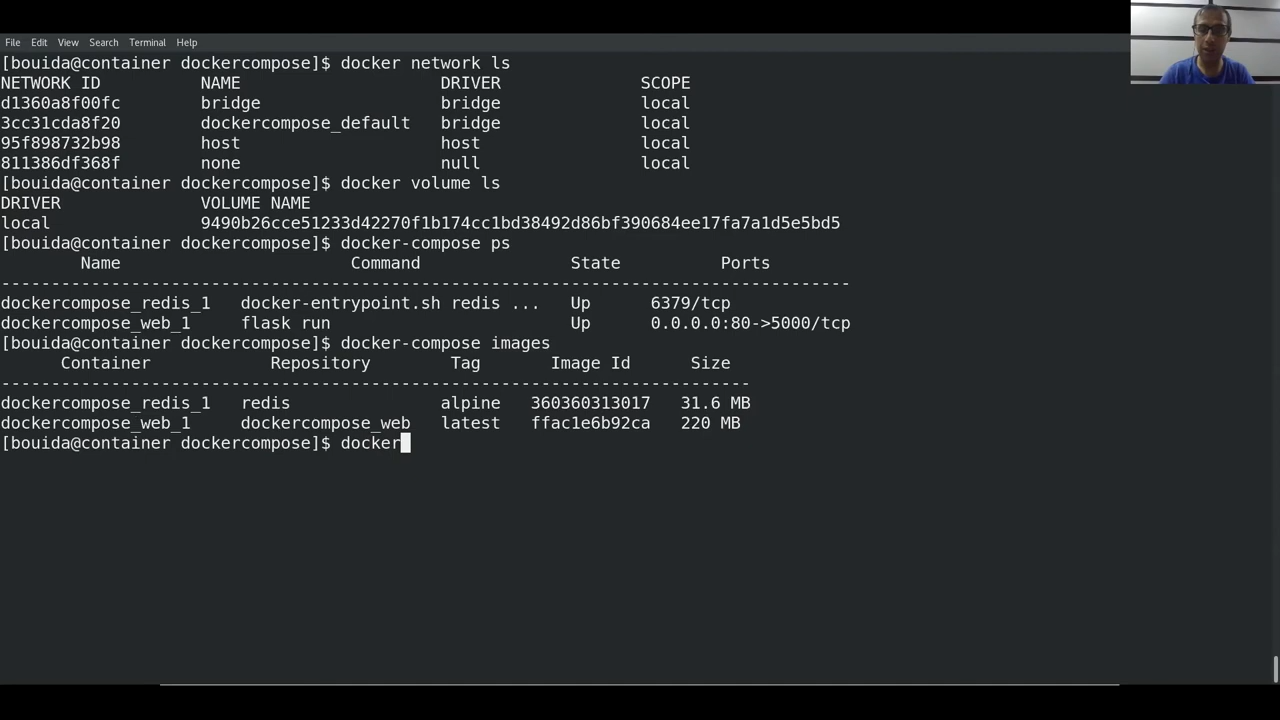 File Edit View Search Terminal Help
[bouida@container dockercompose]$ docker network ls
NETWORK ID          NAME                    DRIVER              SCOPE
d1360a8f00fc        bridge                  bridge              local
3cc31cda8f20        dockercompose_default   bridge              local
95f898732b98        host                    host                local
811386df368f        none                    null                local
[bouida@container dockercompose]$ docker volume ls
DRIVER              VOLUME NAME
local               9490b26cce51233d42270f1b174cc1bd38492d86bf390684ee17fa7a1d5e5bd5
[bouida@container dockercompose]$ docker-compose ps
        Name                       Command               State          Ports
-------------------------------------------------------------------------------------
dockercompose_redis_1   docker-entrypoint.sh redis ...   Up      6379/tcp
dockercompose_web_1     flask run                        Up      0.0.0.0:80->5000/tcp
[bouida@container dockercompose]$ docker-compose images
      Container            Repository        Tag       Image Id      Size
---------------------------------------------------------------------------
dockercompose_redis_1   redis               alpine   360360313017   31.6 MB
dockercompose_web_1     dockercompose_web   latest   ffac1e6b92ca   220 MB
[bouida@container dockercompose]$ docker